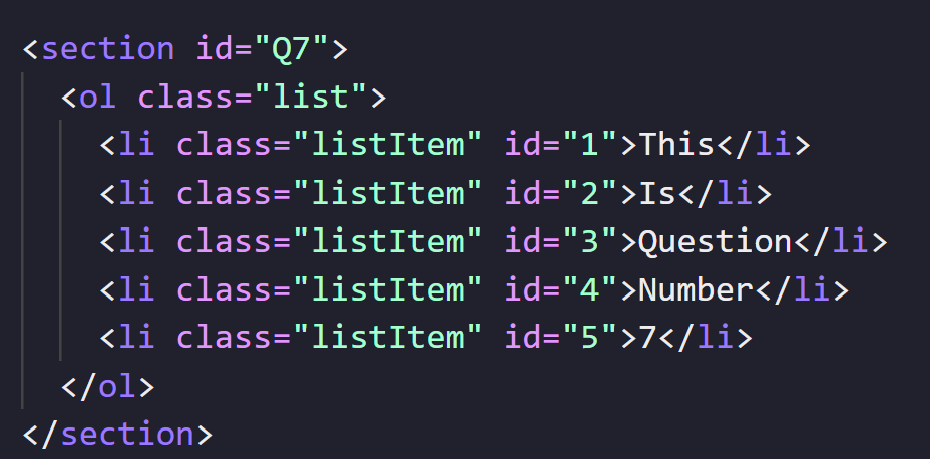 <section id="Q7">
<ol class="list">
<li class="listItem" id="1">This</li>
<li class="listItem" id="2">Is</li>
<li class="listItem" id="3">Question</li>
<li class="listItem" id="4">Number</li>
<li class="listItem" id="5">7</li>
</ol>
</section>